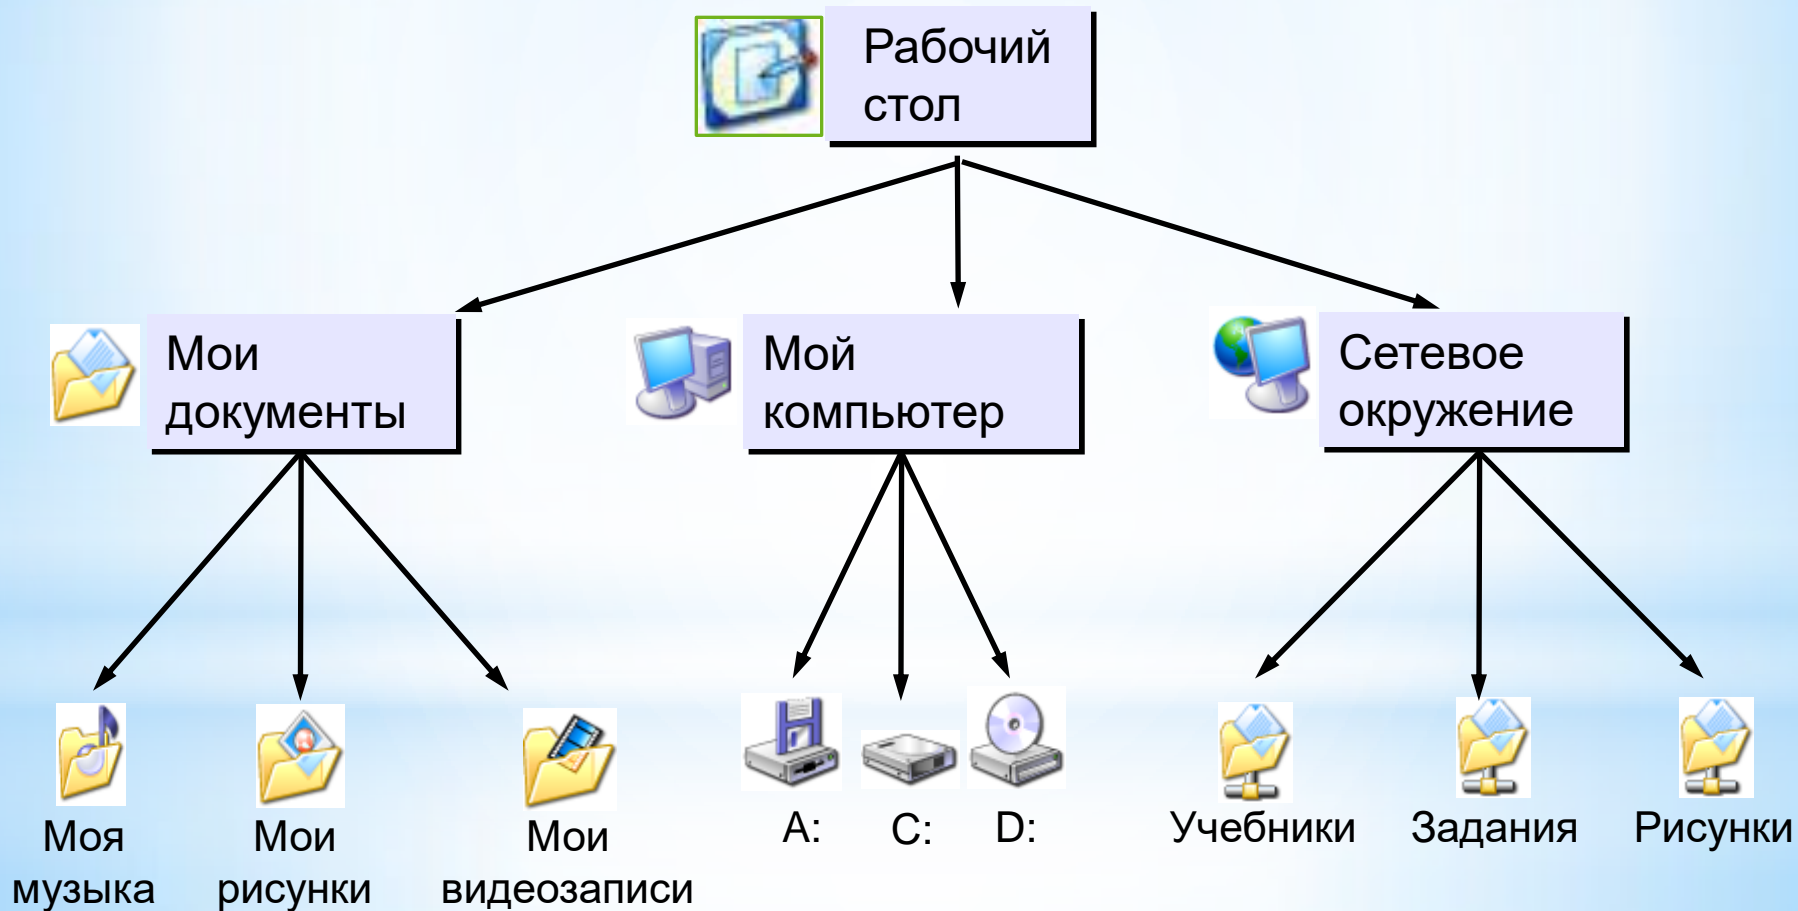 Рабочий
стол
Мои
документы
Мой
компьютер
Сетевое
окружение
Моя
музыка
Мои
рисунки
Мои
видеозаписи
A:
C:
D:
Учебники
Задания
Рисунки